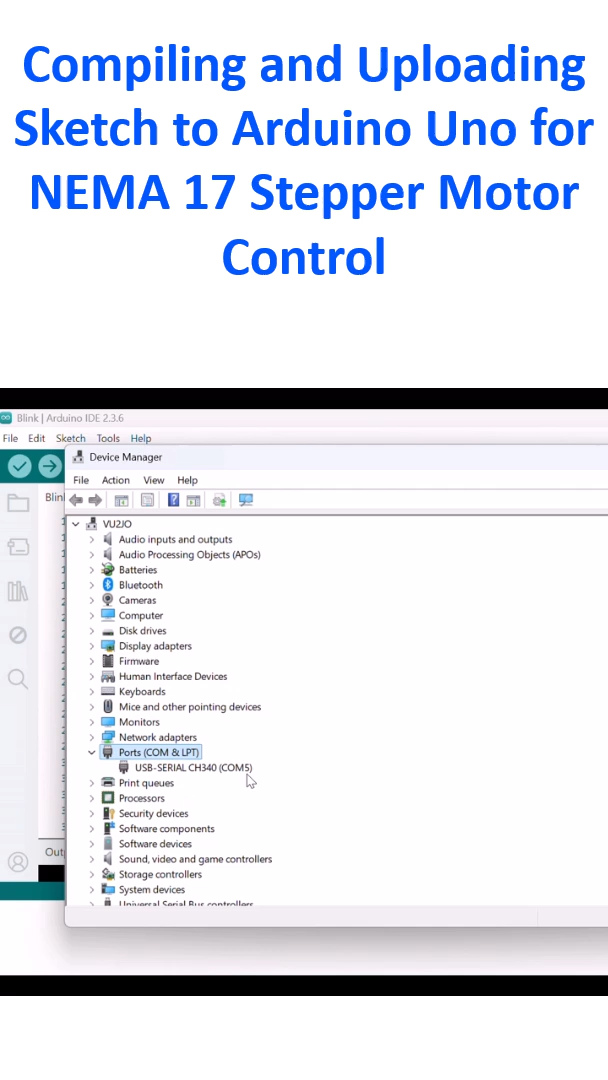 Compiling and Uploading
Sketch to Arduino Uno for
NEMA 17 Stepper Motor
Control
Blink | Arduino IDE 2.3.6
File Edit Sketch Tools Help
Device Manager
File Action View Help
VU2JO
Audio inputs and outputs
Audio Processing Objects (APOs)
Batteries
Bluetooth
Cameras
Computer
Disk drives
Display adapters
Firmware
Human Interface Devices
Keyboards
Mice and other pointing devices
Monitors
Network adapters
Ports (COM & LPT)
USB-SERIAL CH340 (COM5)
Print queues
Processors
Security devices
Software components
Software devices
Sound, video and game controllers
Storage controllers
System devices
Universal Serial Bus controllers